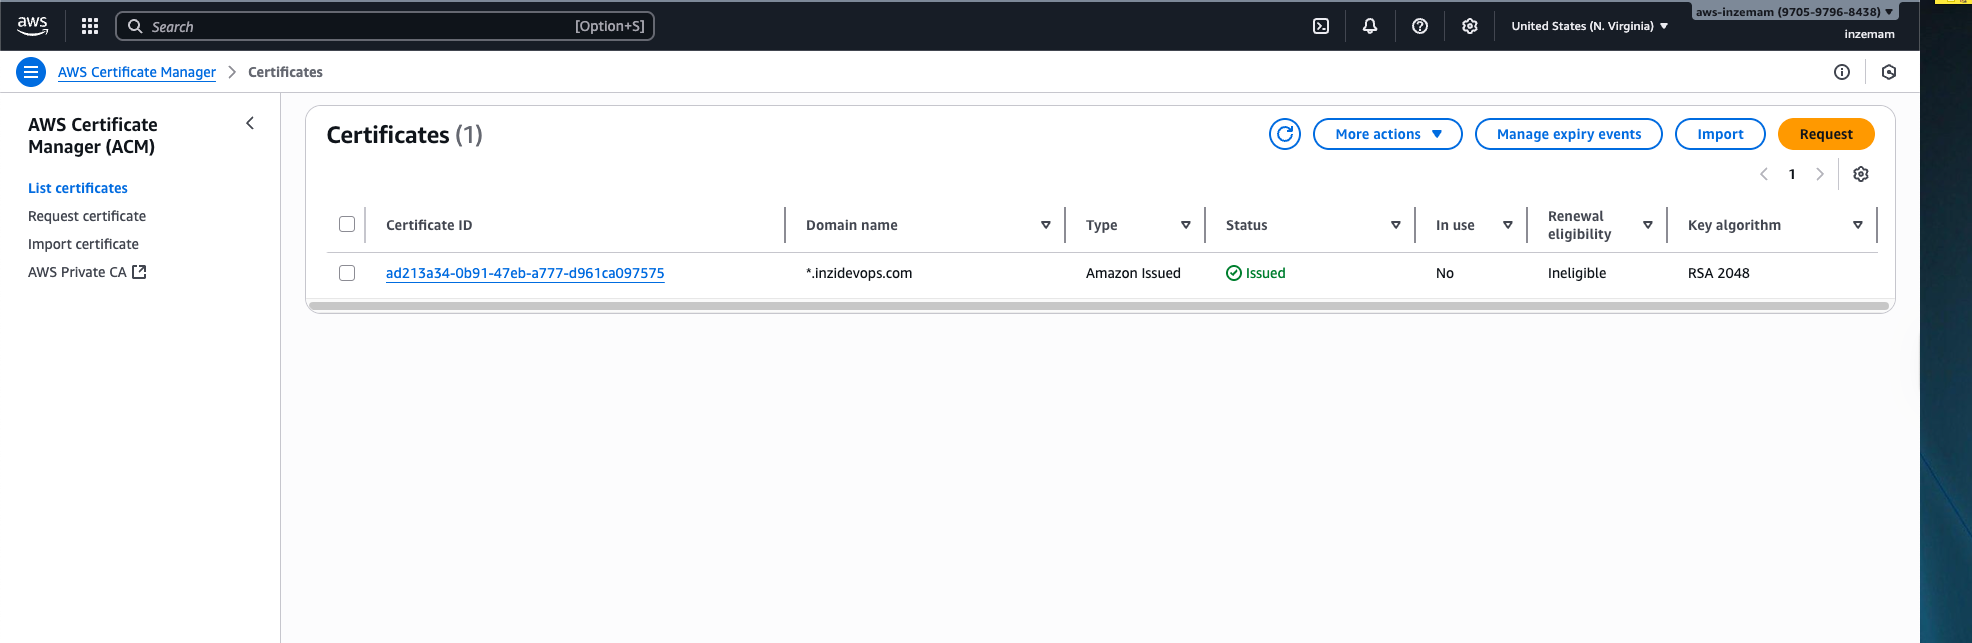 aws
Search
[Option+S]
United States (N. Virginia)
aws-inzemam (9705-9796-8438)
inzemam
AWS Certificate Manager
Certificates
AWS Certificate
Manager (ACM)
List certificates
Request certificate
Import certificate
AWS Private CA
Certificates (1)
More actions
Manage expiry events
Import
Request
1
Certificate ID
Domain name
Type
Status
In use
Renewal
eligibility
Key algorithm
ad213a34-0b91-47eb-a777-d961ca097575
*.inzidevops.com
Amazon Issued
Issued
No
Ineligible
RSA 2048